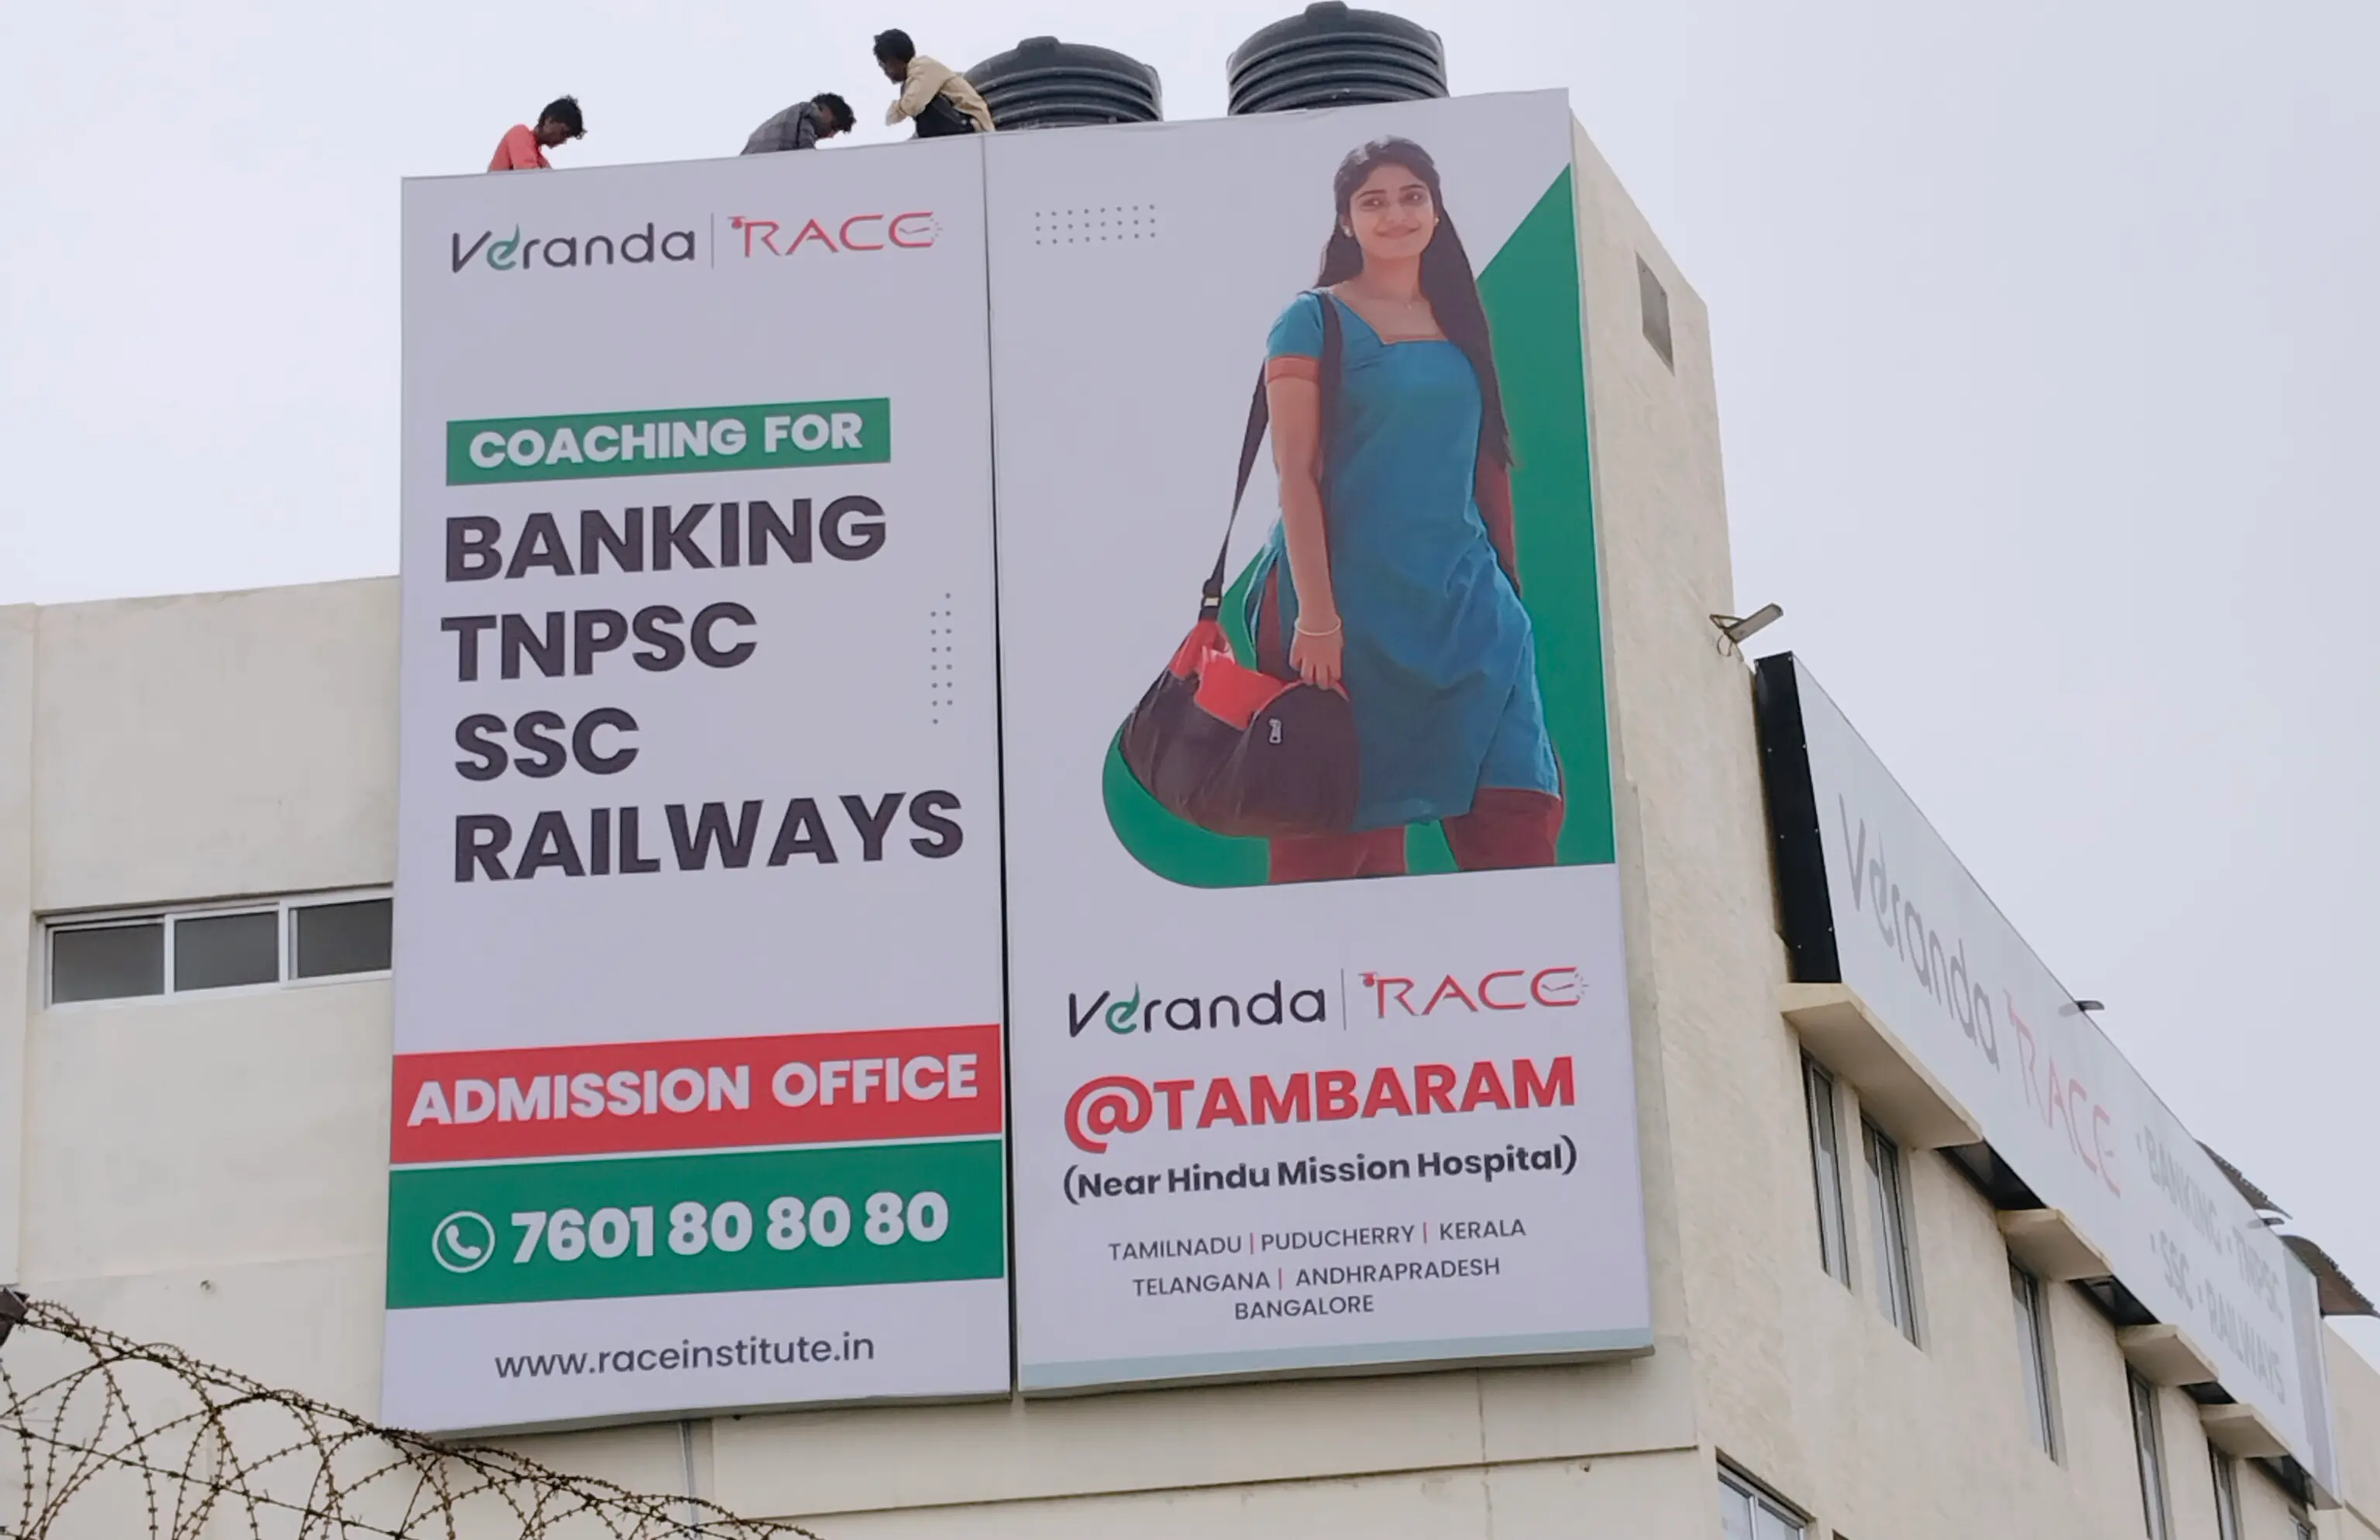 Veranda | RACE
COACHING FOR
BANKING
TNPSC
SSC
RAILWAYS
ADMISSION OFFICE
7601 80 80 80
www.raceinstitute.in
Veranda | RACE
@TAMBARAM
(Near Hindu Mission Hospital)
TAMILNADU | PUDUCHERRY | KERALA
TELANGANA | ANDHRAPRADESH
BANGALORE
Veranda RACE
• BANKING • TNPSC
• SSC • RAILWAYS